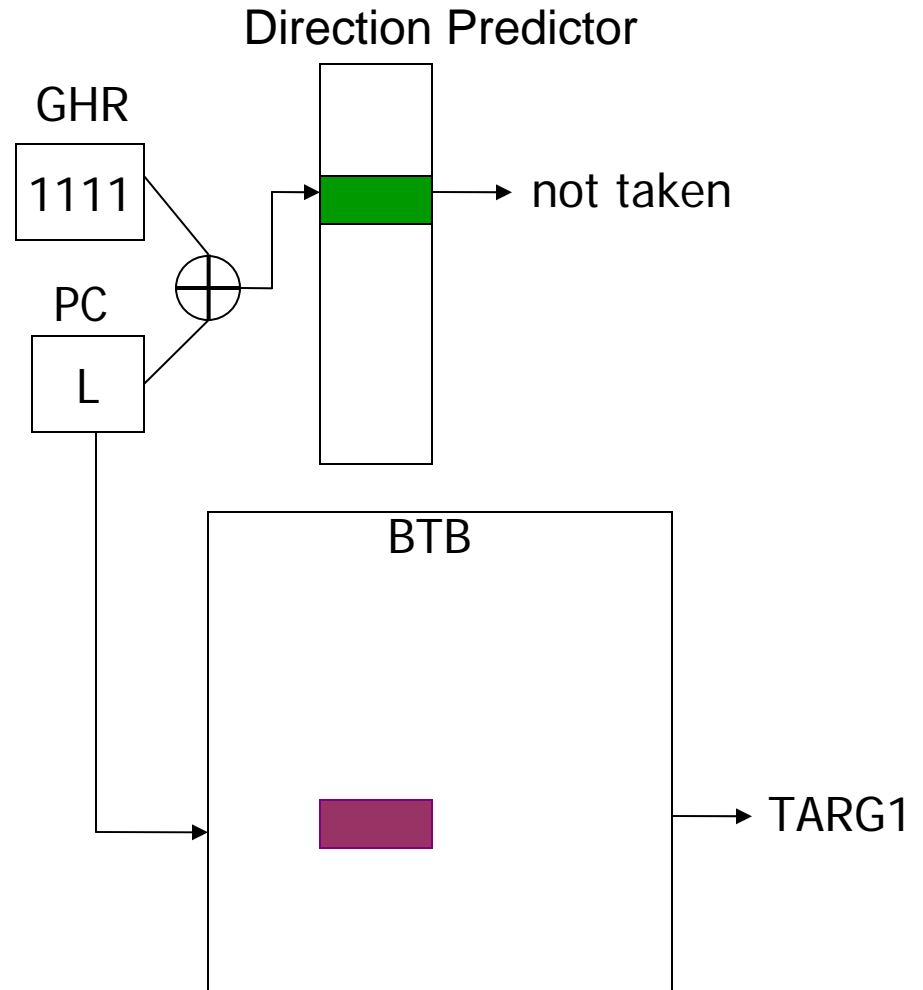 Direction Predictor
GHR
1111
not taken
PC
L
BTB
TARG1